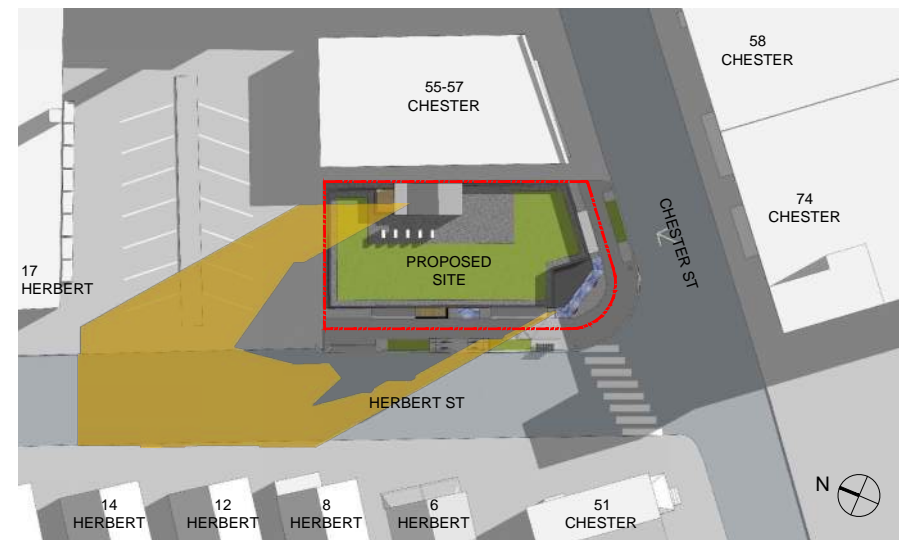 58
CHESTER
55-57
CHESTER
74
CHESTER
CHESTER ST
PROPOSED
SITE
17
HERBERT
HERBERT ST
N
14
HERBERT
12
HERBERT
8
HERBERT
6
HERBERT
51
CHESTER